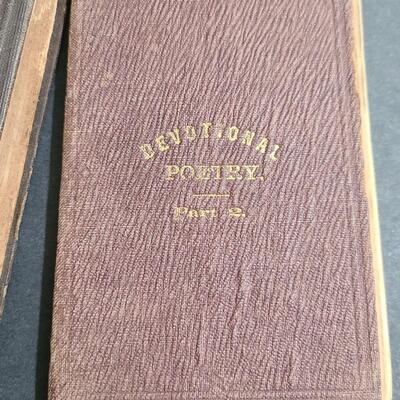 DEVOTIONAL
POETRY.
Part 2.